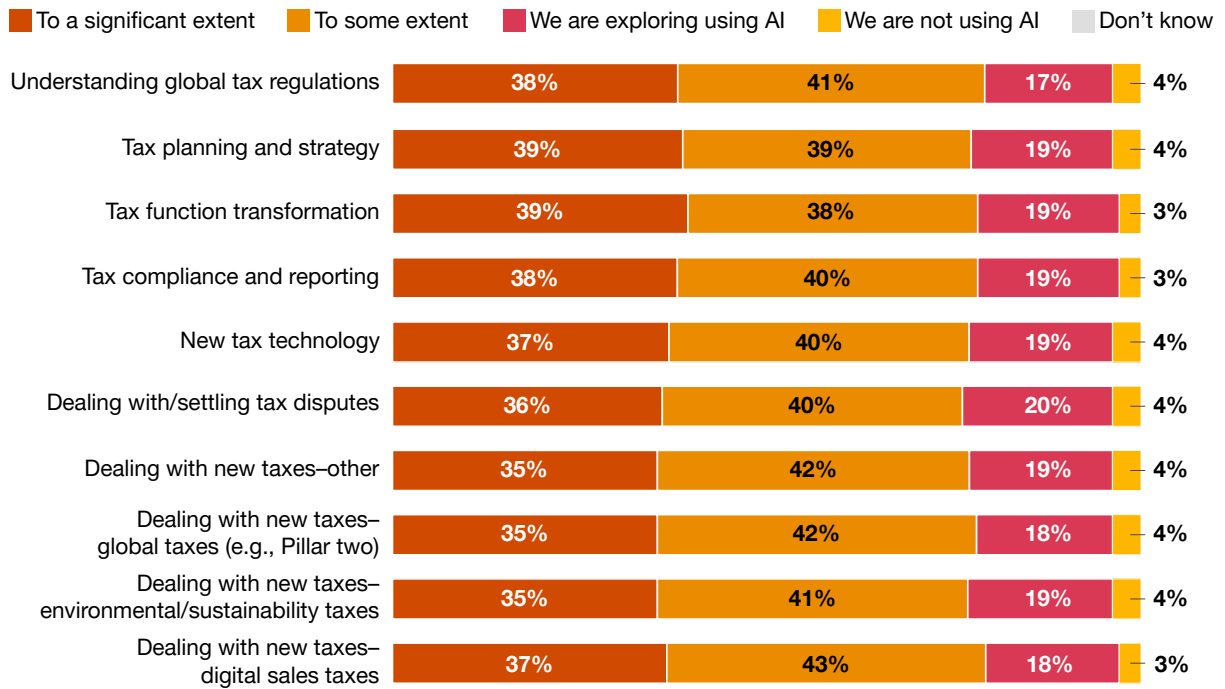 To a significant extent To some extent We are exploring using AI We are not using AI Don’t know
Understanding global tax regulations 38% 41% 17% 4%
Tax planning and strategy 39% 39% 19% 4%
Tax function transformation 39% 38% 19% 3%
Tax compliance and reporting 38% 40% 19% 3%
New tax technology 37% 40% 19% 4%
Dealing with/settling tax disputes 36% 40% 20% 4%
Dealing with new taxes–other 35% 42% 19% 4%
Dealing with new taxes–
global taxes (e.g., Pillar two) 35% 42% 18% 4%
Dealing with new taxes–
environmental/sustainability taxes 35% 41% 19% 4%
Dealing with new taxes–
digital sales taxes 37% 43% 18% 3%